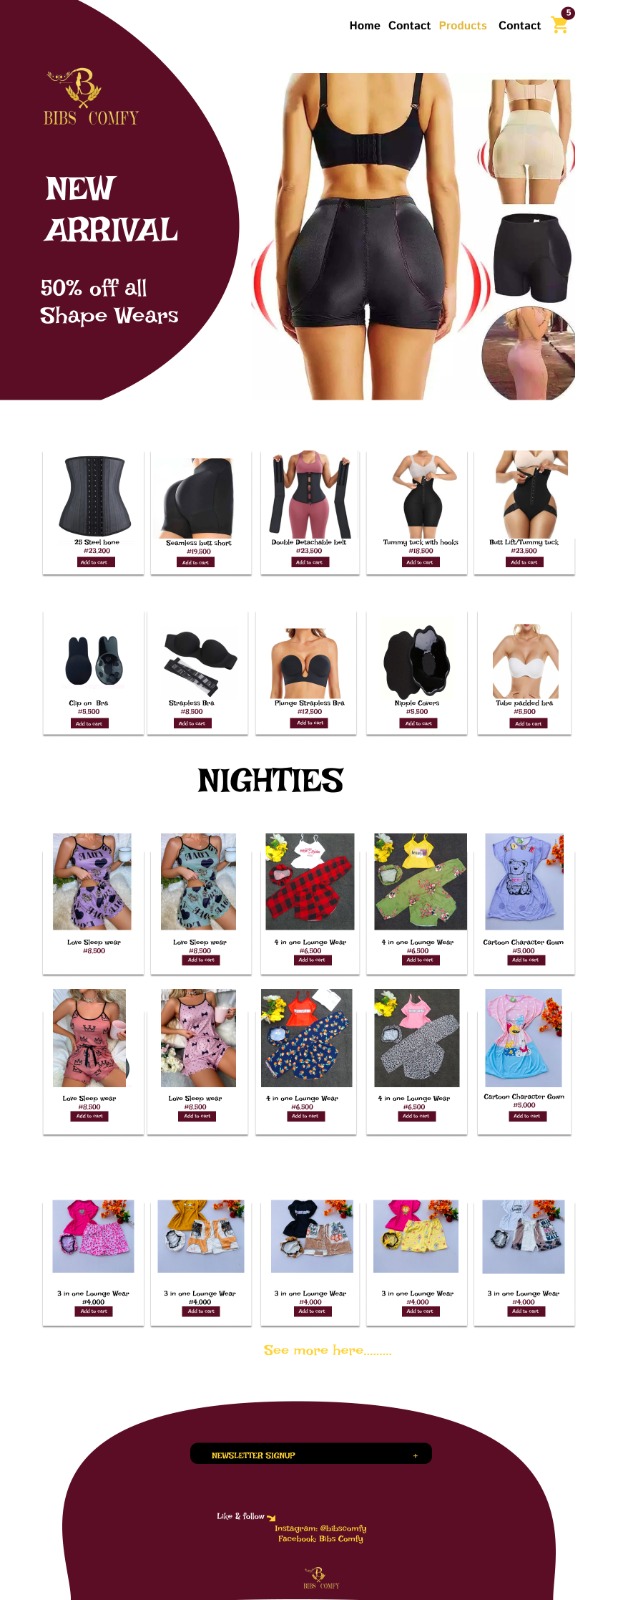 Home Contact Products Contact 5
BIBS COMFY
NEW
ARRIVAL
50% off all
Shape Wears
25 Steel bone
#23,200
Add to cart
Seamless butt short
#19,500
Add to cart
Double Detachable belt
#23,500
Add to cart
Tummy tuck with hooks
#18,500
Add to cart
Butt Lift/Tummy tuck
#23,500
Add to cart
Clip on Bra
#5,500
Add to cart
Strapless Bra
#8,500
Add to cart
Plunge Strapless Bra
#12,500
Add to cart
Nipple Covers
#5,500
Add to cart
Tube padded bra
#5,500
Add to cart
NIGHTIES
Love Sleep wear
#8,500
Love Sleep wear
#8,500
Add to cart
4 in one Lounge Wear
#6,500
Add to cart
4 in one Lounge Wear
#6,500
Add to cart
Cartoon Character Gown
#5,000
Add to cart
Love Sleep wear
#8,500
Add to cart
Love Sleep wear
#8,500
Add to cart
4 in one Lounge Wear
#6,500
Add to cart
4 in one Lounge Wear
#6,500
Add to cart
Cartoon Character Gown
#5,000
Add to cart
3 in one Lounge Wear
#4,000
Add to cart
3 in one Lounge Wear
#4,000
Add to cart
3 in one Lounge Wear
#4,000
Add to cart
3 in one Lounge Wear
#4,000
Add to cart
3 in one Lounge Wear
#4,000
Add to cart
See more here.........
NEWSLETTER SIGNUP +
Like & follow
Instagram: @bibscomfy
Facebook: Bibs Comfy
BIBS COMFY